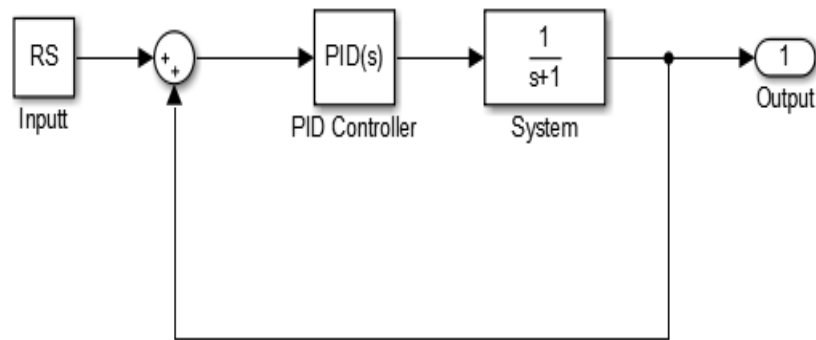 RS
Inputt
+
+
PID(s)
PID Controller
1
s+1
System
1
Output